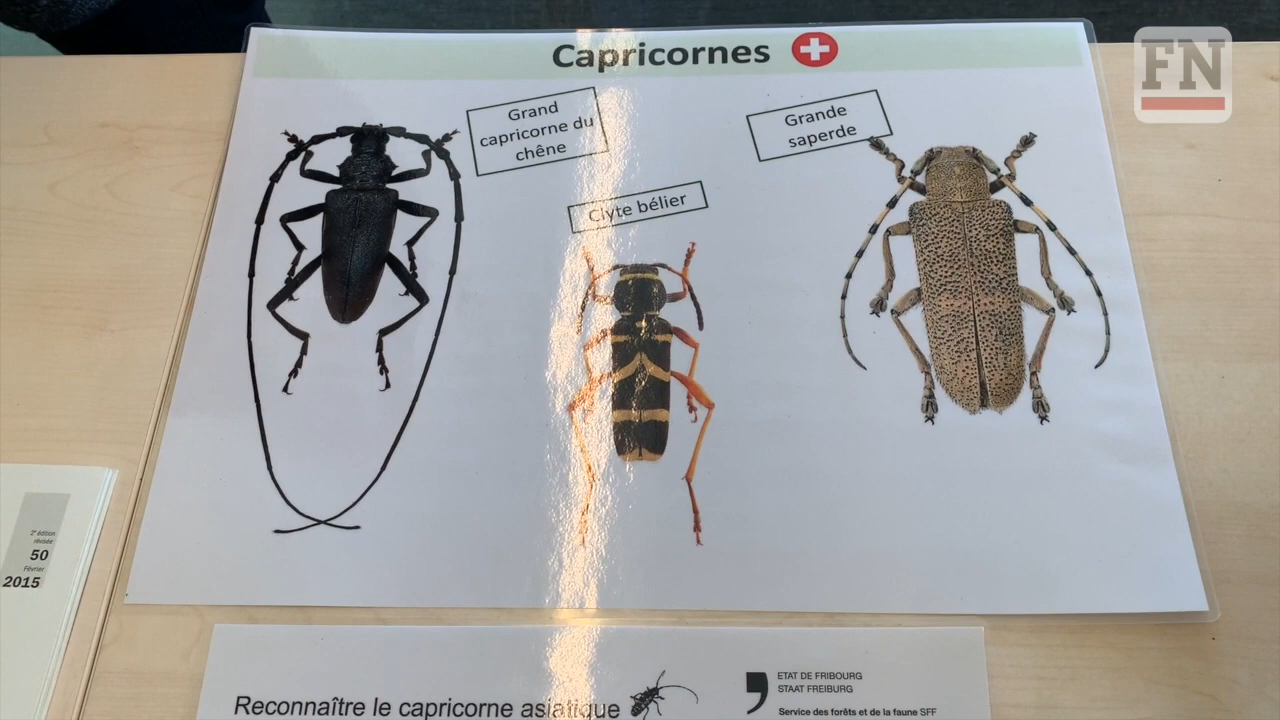 Capricornes
FN
Grand
capricorne du
chêne
Grande
saperde
Clyte bélier
2e édition
révisée
50
Février
2015
Reconnaître le capricorne asiatique
ETAT DE FRIBOURG
STAAT FREIBURG
Service des forêts et de la faune SFF